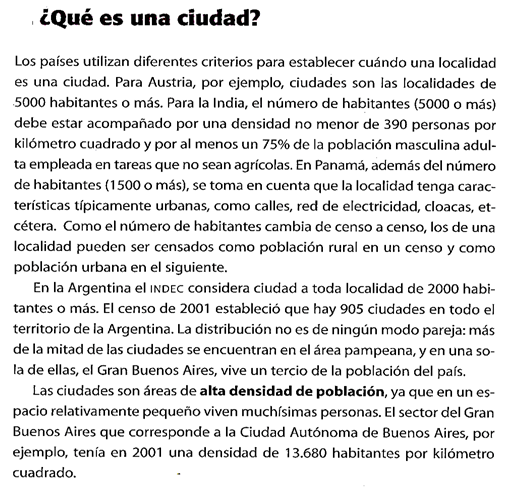 ¿Qué es una ciudad?
Los países utilizan diferentes criterios para establecer cuándo una localidad
es una ciudad. Para Austria, por ejemplo, ciudades son las localidades de
5000 habitantes o más. Para la India, el número de habitantes (5000 o más)
debe estar acompañado por una densidad no menor de 390 personas por
kilómetro cuadrado y por al menos un 75% de la población masculina adul-
ta empleada en tareas que no sean agrícolas. En Panamá, además del número
de habitantes (1500 o más), se toma en cuenta que la localidad tenga carac-
terísticas típicamente urbanas, como calles, red de electricidad, cloacas, et-
cétera. Como el número de habitantes cambia de censo a censo, los de una
localidad pueden ser censados como población rural en un censo y como
población urbana en el siguiente.
En la Argentina el INDEC considera ciudad a toda localidad de 2000 habi-
tantes o más. El censo de 2001 estableció que hay 905 ciudades en todo el
territorio de la Argentina. La distribución no es de ningún modo pareja: más
de la mitad de las ciudades se encuentran en el área pampeana, y en una so-
la de ellas, el Gran Buenos Aires, vive un tercio de la población del país.
Las ciudades son áreas de alta densidad de población, ya que en un es-
pacio relativamente pequeño viven muchísimas personas. El sector del Gran
Buenos Aires que corresponde a la Ciudad Autónoma de Buenos Aires, por
ejemplo, tenía en 2001 una densidad de 13.680 habitantes por kilómetro
cuadrado.